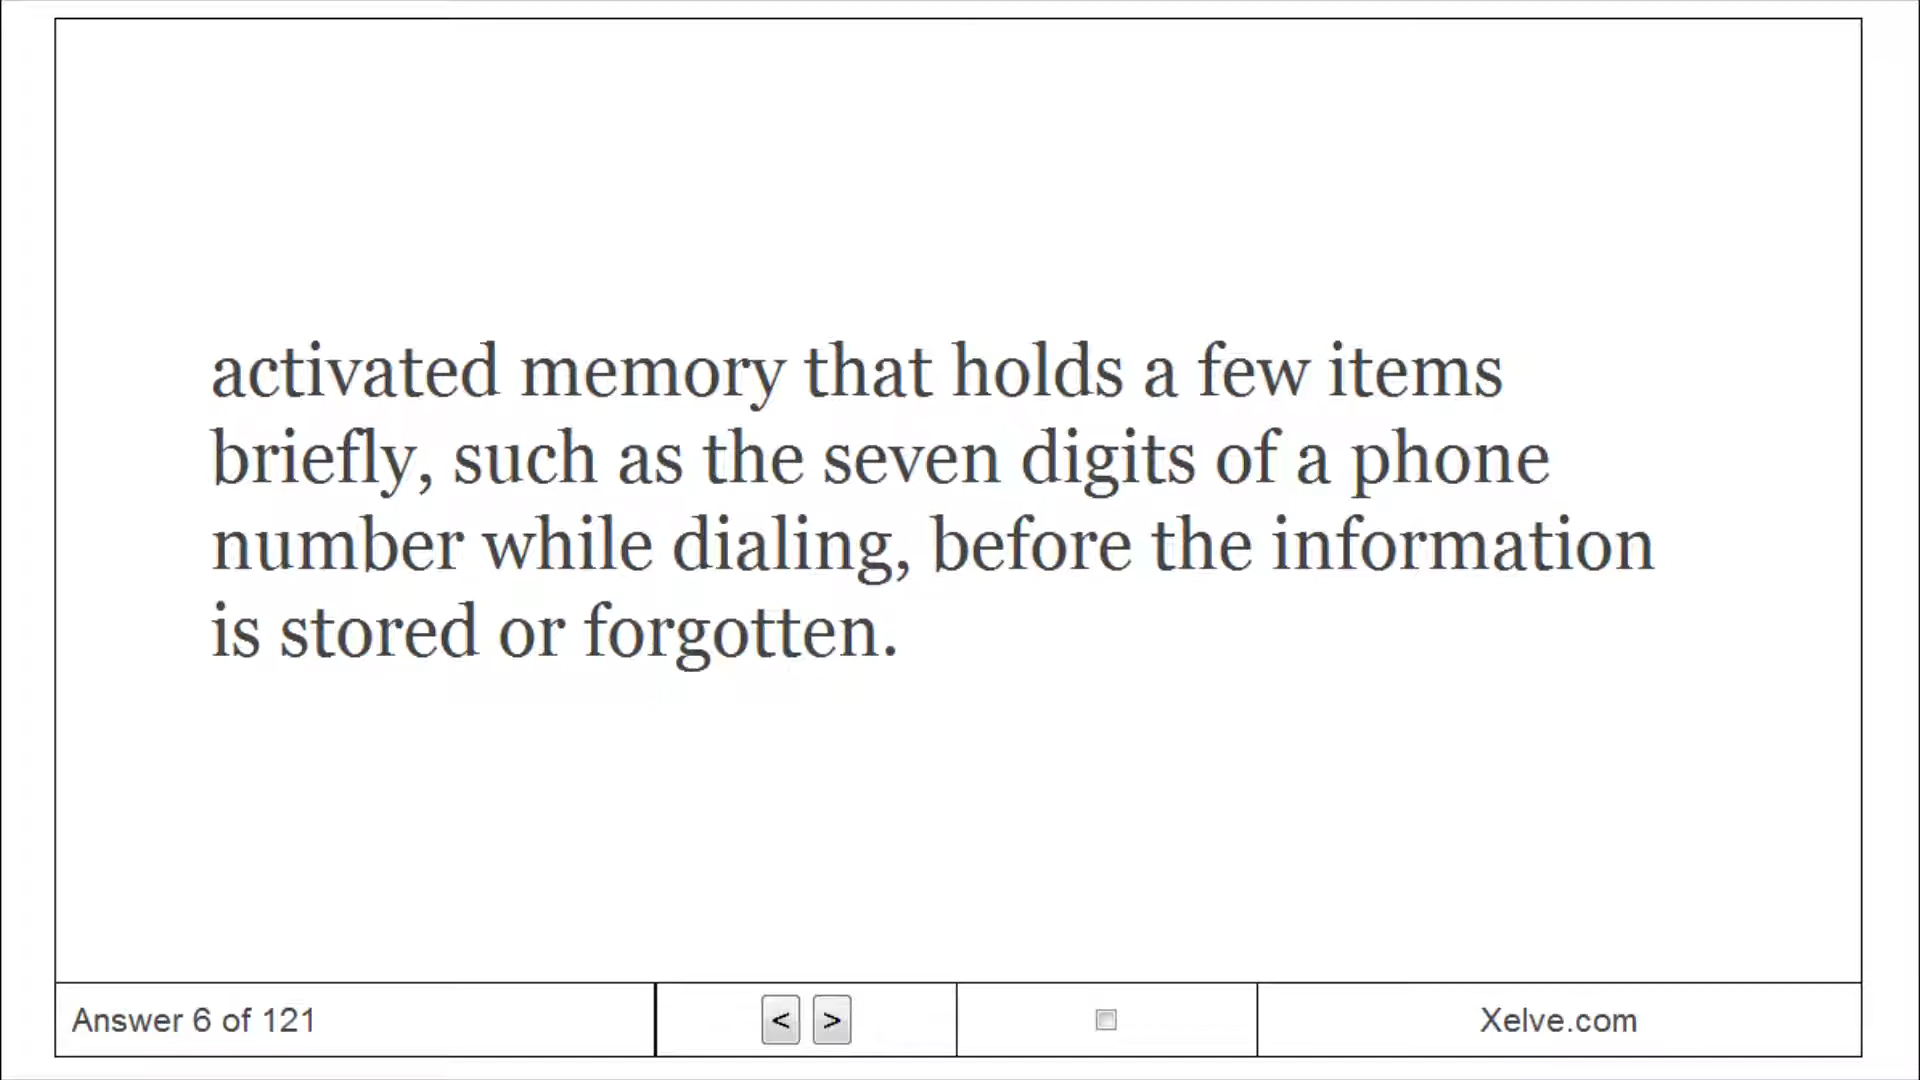 activated memory that holds a few items
briefly, such as the seven digits of a phone
number while dialing, before the information
is stored or forgotten.
Answer 6 of 121
< >
Xelve.com